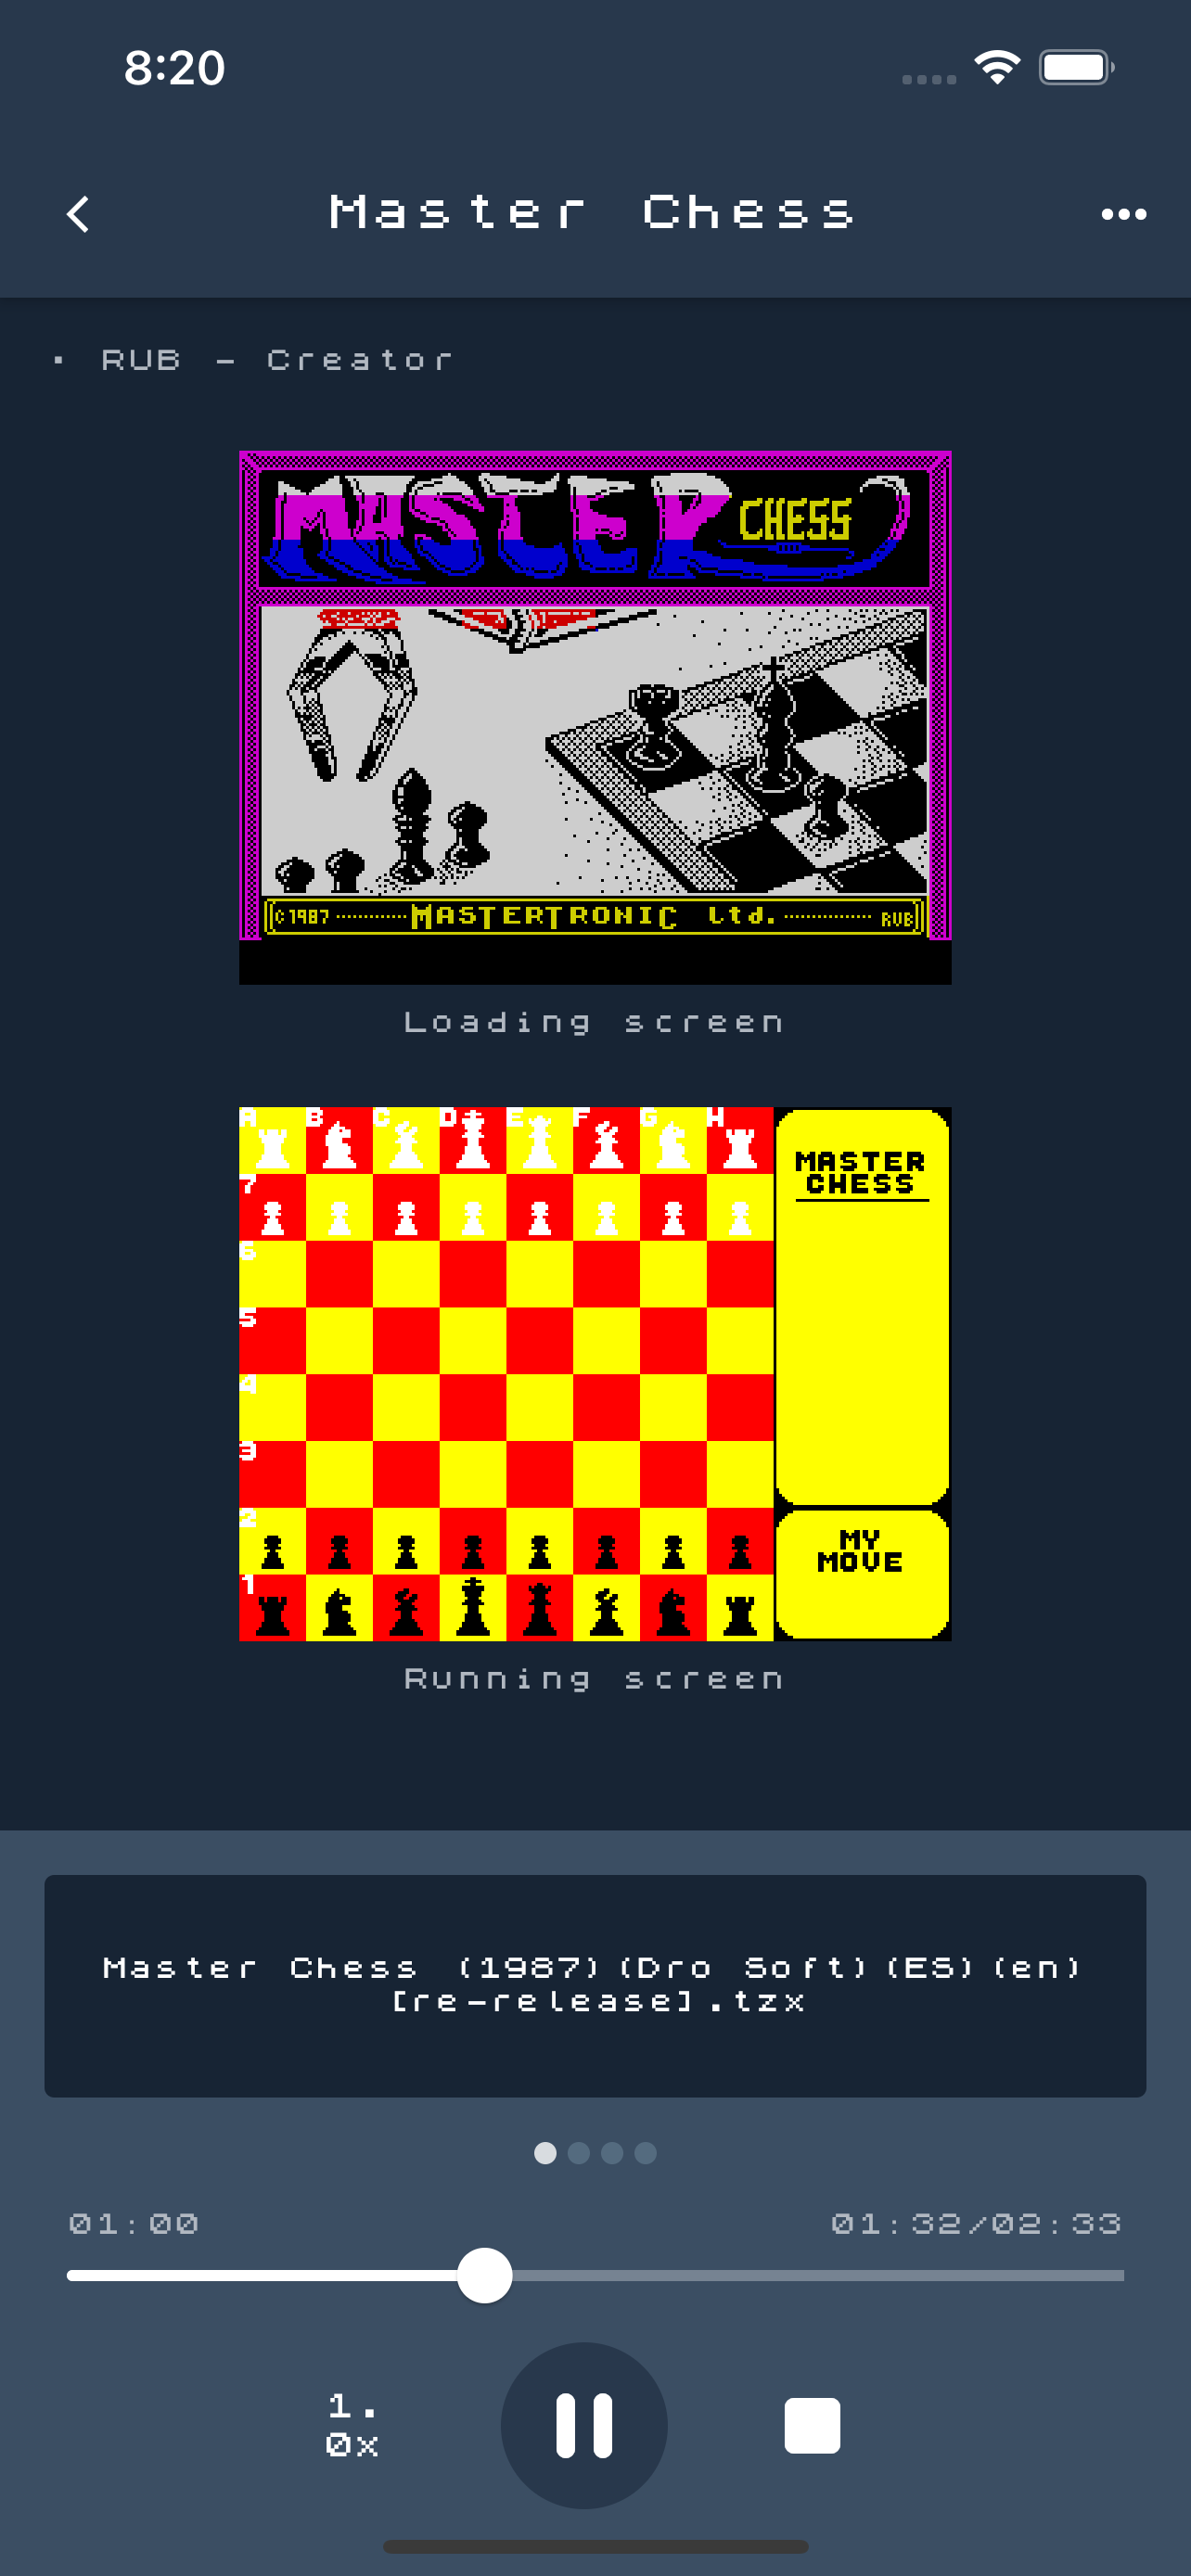 8:20
Master Chess
▪ RUB - Creator
MASTER CHESS
©1987 MASTERTRONIC Ltd. RUB
Loading screen
A B C D E F G H
7
6
5
4
3
2
1
MASTER
CHESS
MY
MOVE
Running screen
Master Chess (1987)(Dro Soft)(ES)(en)
[re-release].tzx
01:00
01:32/02:33
1.
0x